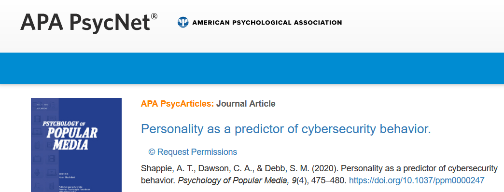 APA PsycNet®
AMERICAN PSYCHOLOGICAL ASSOCIATION
PSYCHOLOGY OF
POPULAR
MEDIA
APA PsycArticles: Journal Article
Personality as a predictor of cybersecurity behavior.
© Request Permissions
Shappie, A. T., Dawson, C. A., & Debb, S. M. (2020). Personality as a predictor of cybersecurity
behavior. Psychology of Popular Media, 9(4), 475–480. https://doi.org/10.1037/ppm0000247